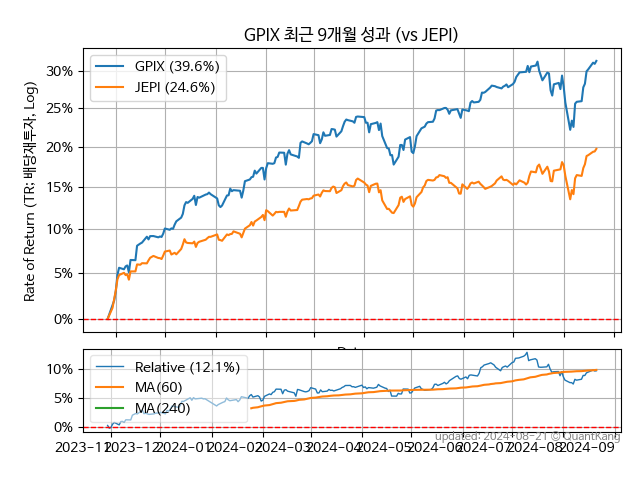 GPIX 최근 9개월 성과 (vs JEPI)
Rate of Return (TR: 배당재투자, Log)
30%
25%
20%
15%
10%
5%
0%
GPIX (39.6%)
JEPI (24.6%)
10%
5%
0%
Relative (12.1%)
MA(60)
MA(240)
2023-11
2023-12
2024-01
2024-02
2024-03
2024-04
2024-05
2024-06
2024-07
2024-08
2024-09
updated: 2024-08-21 © QuantKang